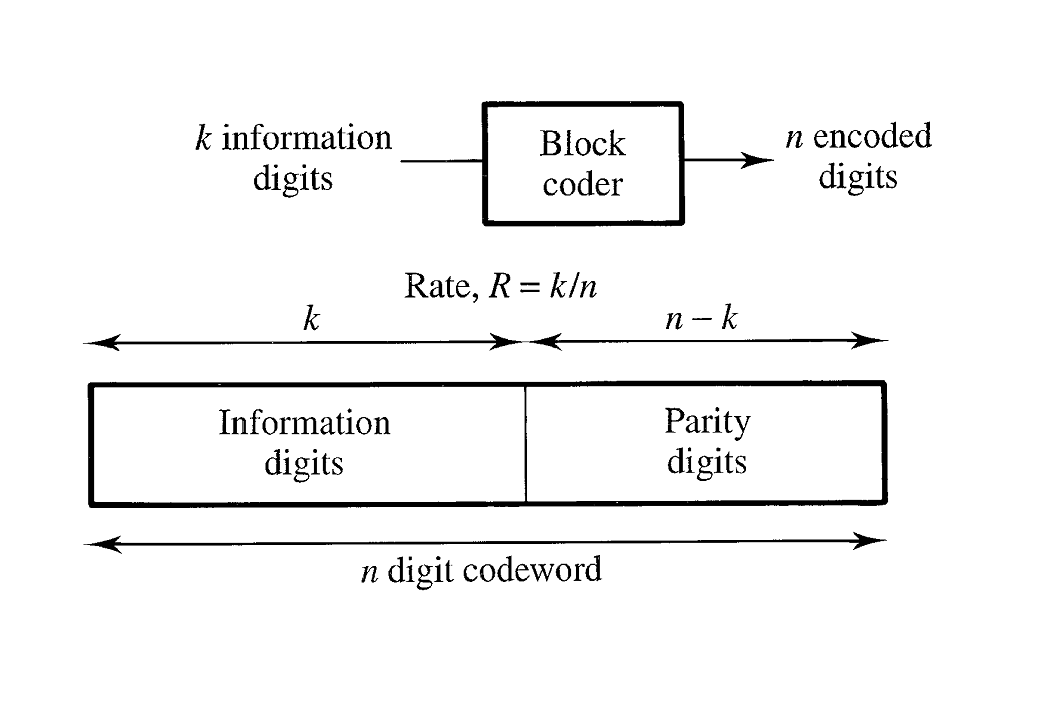 k information
digits
Block
coder
n encoded
digits
Rate, R = k/n
k
n – k
Information
digits
Parity
digits
n digit codeword